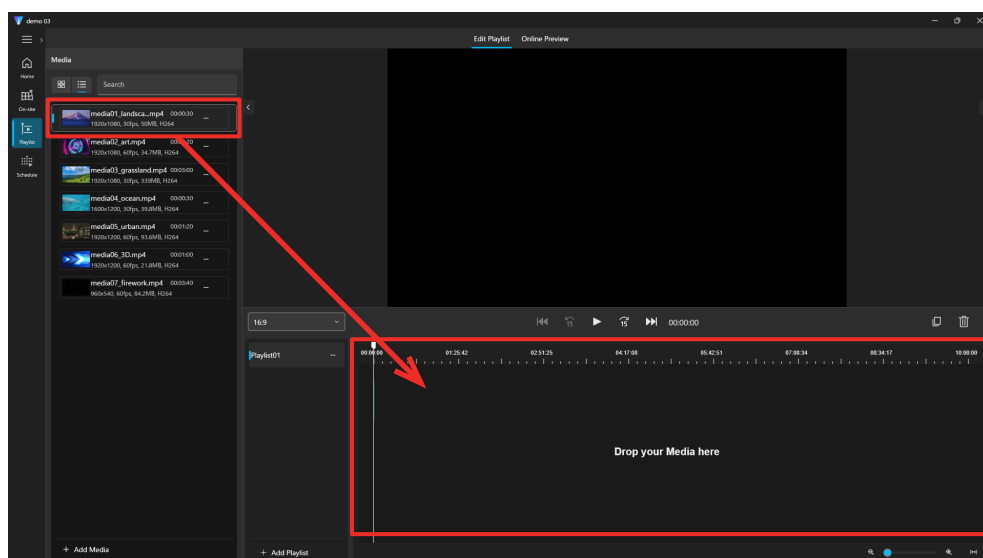 demo 03
Edit Playlist Online Preview
Home
On-site
Playlist
Schedule
Media
Search
media01_landsca...mp4 00:00:30 ...
1920x1080, 30fps, 50MB, H264
media02_art.mp4 ...
1920x1080, 60fps, 34.7MB, H264
media03_grassland.mp4 00:03:00 ...
1920x1080, 30fps, 339MB, H264
media04_ocean.mp4 00:00:30 ...
1600x1200, 30fps, 39.8MB, H264
media05_urban.mp4 00:01:20 ...
1920x1200, 60fps, 93.6MB, H264
media06_3D.mp4 00:01:00 ...
1920x1200, 60fps, 21.8MB, H264
media07_firework.mp4 00:03:40 ...
960x540, 60fps, 84.2MB, H264
+ Add Media
16:9
15
15
00:00:00
Playlist01 ...
00:00:00 01:25:42 02:51:25 04:17:08 05:42:51 07:08:34 08:34:17 10:00:00
Drop your Media here
+ Add Playlist